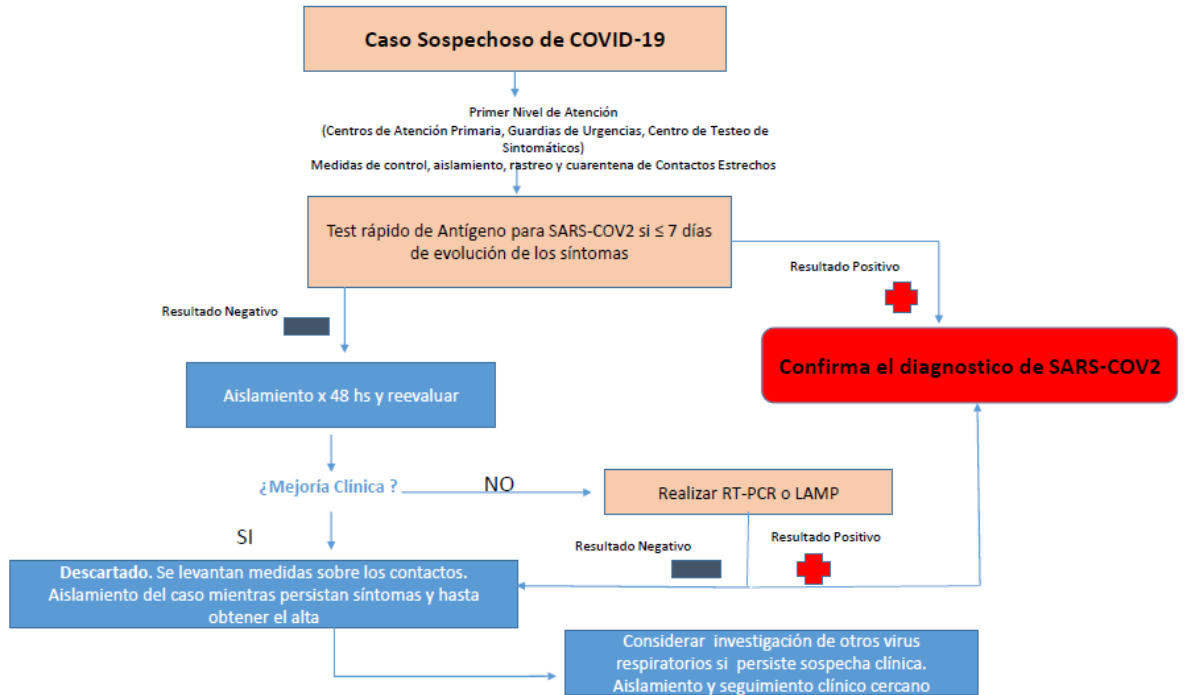 Caso Sospechoso de COVID-19
Primer Nivel de Atención
(Centros de Atención Primaria, Guardias de Urgencias, Centro de Testeo de
Sintomáticos)
Medidas de control, aislamiento, rastreo y cuarentena de Contactos Estrechos
Test rápido de Antígeno para SARS-COV2 si ≤ 7 días
de evolución de los síntomas
Resultado Positivo
Resultado Negativo
Confirma el diagnostico de SARS-COV2
Aislamiento x 48 hs y reevaluar
¿Mejoría Clínica ?
NO
Realizar RT-PCR o LAMP
SI
Resultado Negativo
Resultado Positivo
Descartado. Se levantan medidas sobre los contactos.
Aislamiento del caso mientras persistan síntomas y hasta
obtener el alta
Considerar investigación de otros virus
respiratorios si persiste sospecha clínica.
Aislamiento y seguimiento clínico cercano